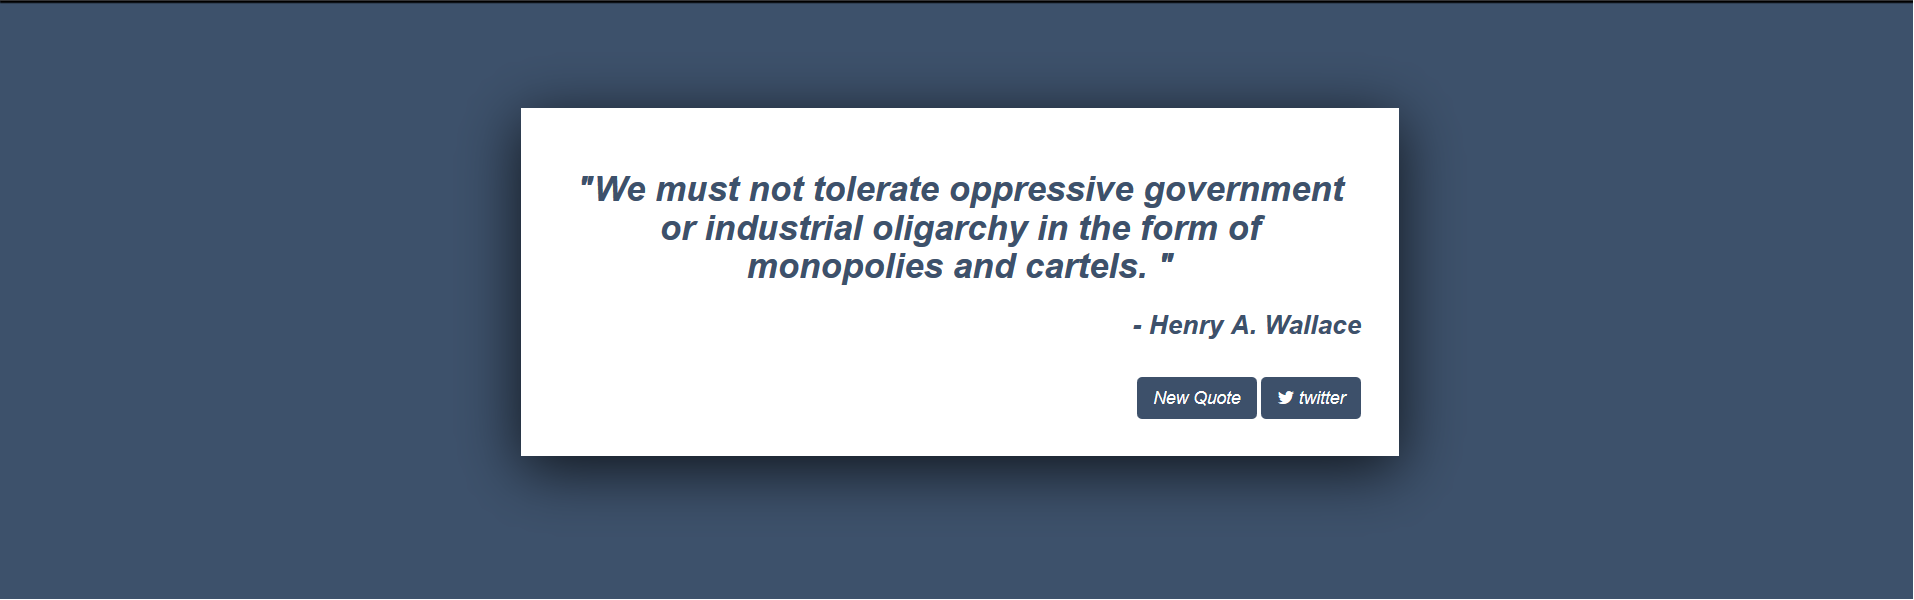 "We must not tolerate oppressive government
or industrial oligarchy in the form of
monopolies and cartels. "
- Henry A. Wallace
New Quote
twitter